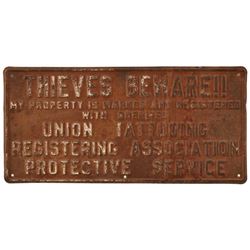 THIEVES BEWARE!!
MY PROPERTY IS MARKED AND REGISTERED
WITH
UNION TATTOOING
REGISTERING ASSOCIATION
PROTECTIVE SERVICE